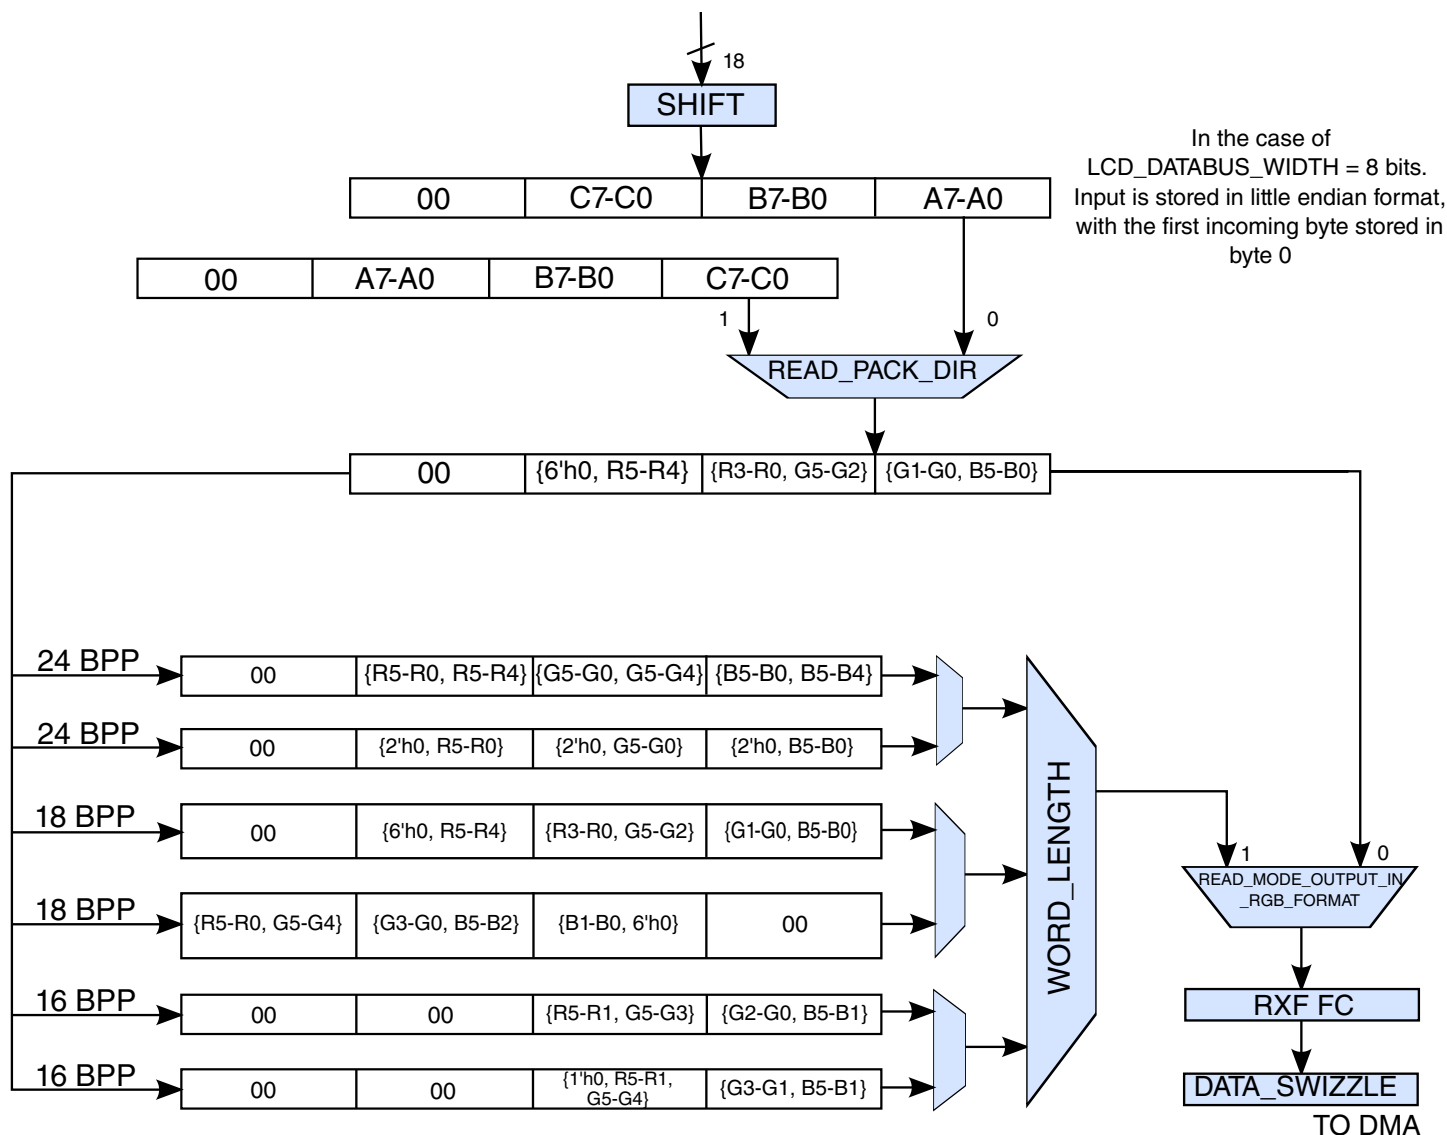 18
SHIFT
In the case of
LCD_DATABUS_WIDTH = 8 bits.
Input is stored in little endian format,
with the first incoming byte stored in
byte 0
00 C7-C0 B7-B0 A7-A0
00 A7-A0 B7-B0 C7-C0
1 0
READ_PACK_DIR
00 {6'h0, R5-R4} {R3-R0, G5-G2} {G1-G0, B5-B0}
24 BPP 00 {R5-R0, R5-R4} {G5-G0, G5-G4} {B5-B0, B5-B4}
24 BPP 00 {2'h0, R5-R0} {2'h0, G5-G0} {2'h0, B5-B0}
18 BPP 00 {6'h0, R5-R4} {R3-R0, G5-G2} {G1-G0, B5-B0}
18 BPP {R5-R0, G5-G4} {G3-G0, B5-B2} {B1-B0, 6'h0} 00
16 BPP 00 00 {R5-R1, G5-G3} {G2-G0, B5-B1}
16 BPP 00 00 {1'h0, R5-R1, G5-G4} {G3-G1, B5-B1}
WORD_LENGTH
1 0
READ_MODE_OUTPUT_IN
_RGB_FORMAT
RXF FC
DATA_SWIZZLE
TO DMA